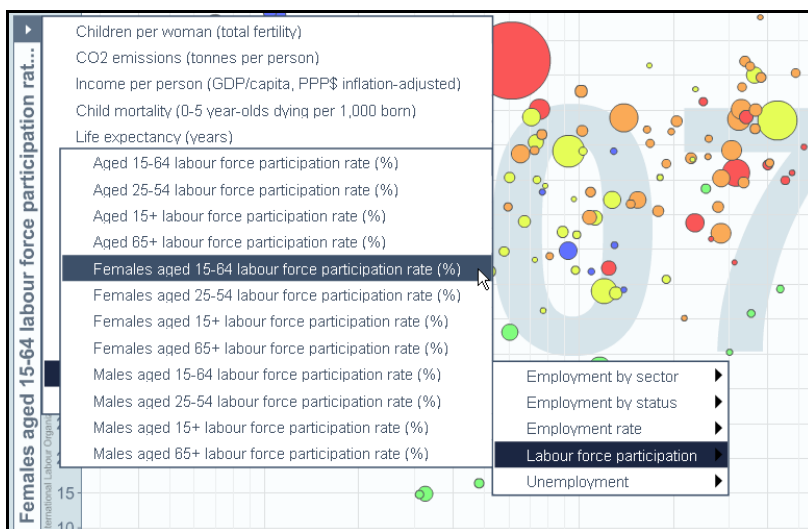 Females aged 15-64 labour force participation rat...
Children per woman (total fertility)
CO2 emissions (tonnes per person)
Income per person (GDP/capita, PPP$ inflation-adjusted)
Child mortality (0-5 year-olds dying per 1,000 born)
Life expectancy (years)
Aged 15-64 labour force participation rate (%)
Aged 25-54 labour force participation rate (%)
Aged 15+ labour force participation rate (%)
Aged 65+ labour force participation rate (%)
Females aged 15-64 labour force participation rate (%)
Females aged 25-54 labour force participation rate (%)
Females aged 15+ labour force participation rate (%)
Females aged 65+ labour force participation rate (%)
Males aged 15-64 labour force participation rate (%)
Males aged 25-54 labour force participation rate (%)
Males aged 15+ labour force participation rate (%)
Males aged 65+ labour force participation rate (%)
Employment by sector
Employment by status
Employment rate
Labour force participation
Unemployment
07
Labour
15
10